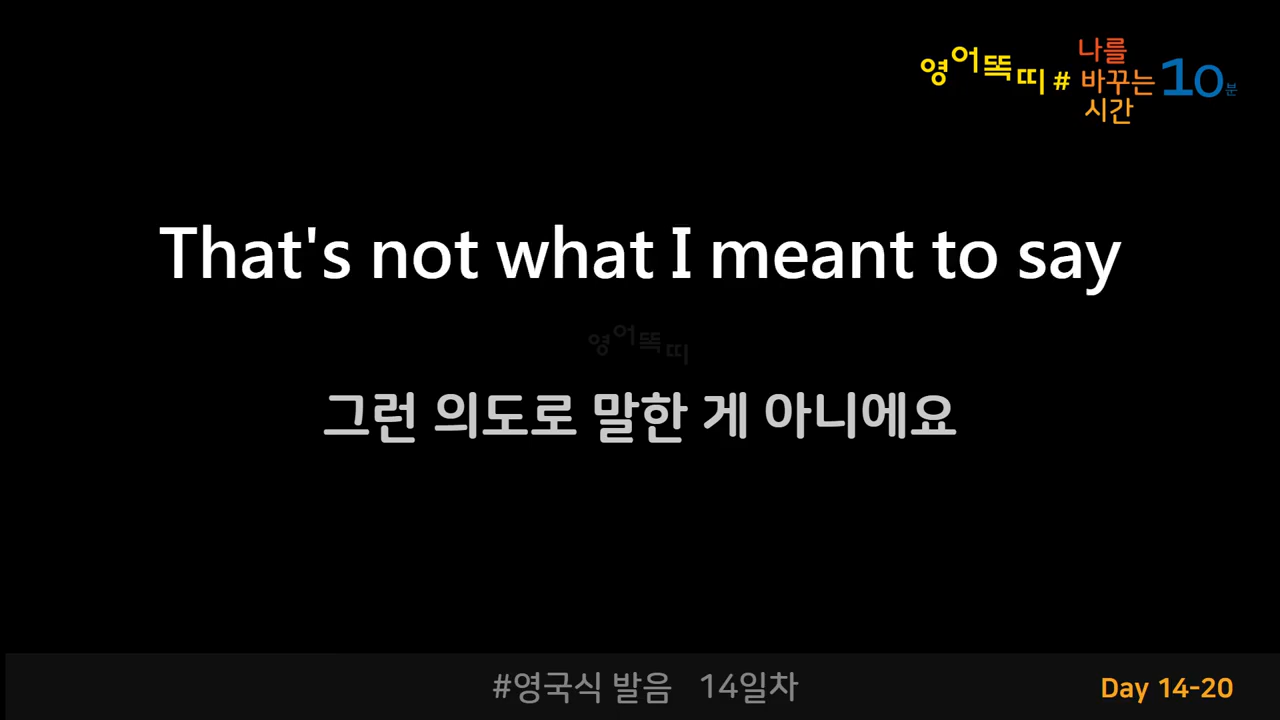 영어똑띠 # 나를 바꾸는 시간 10분
That's not what I meant to say
영어똑띠
그런 의도로 말한 게 아니에요
#영국식 발음 14일차
Day 14-20